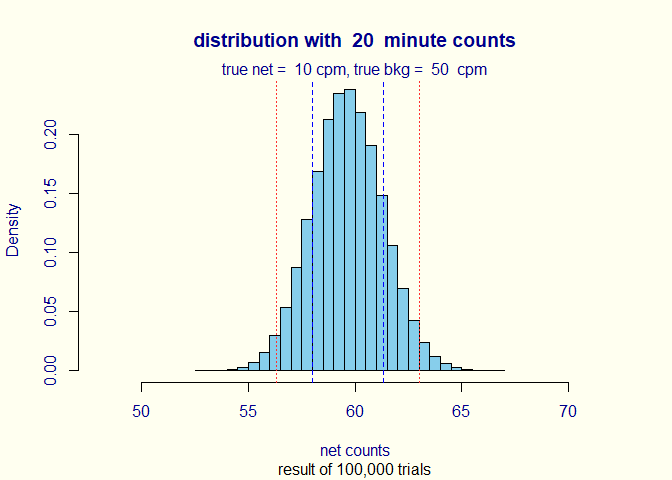 distribution with  20  minute counts
true net =  10 cpm, true bkg =  50  cpm
Density
0.20
0.15
0.10
0.05
0.00
50 55 60 65 70
net counts
result of 100,000 trials